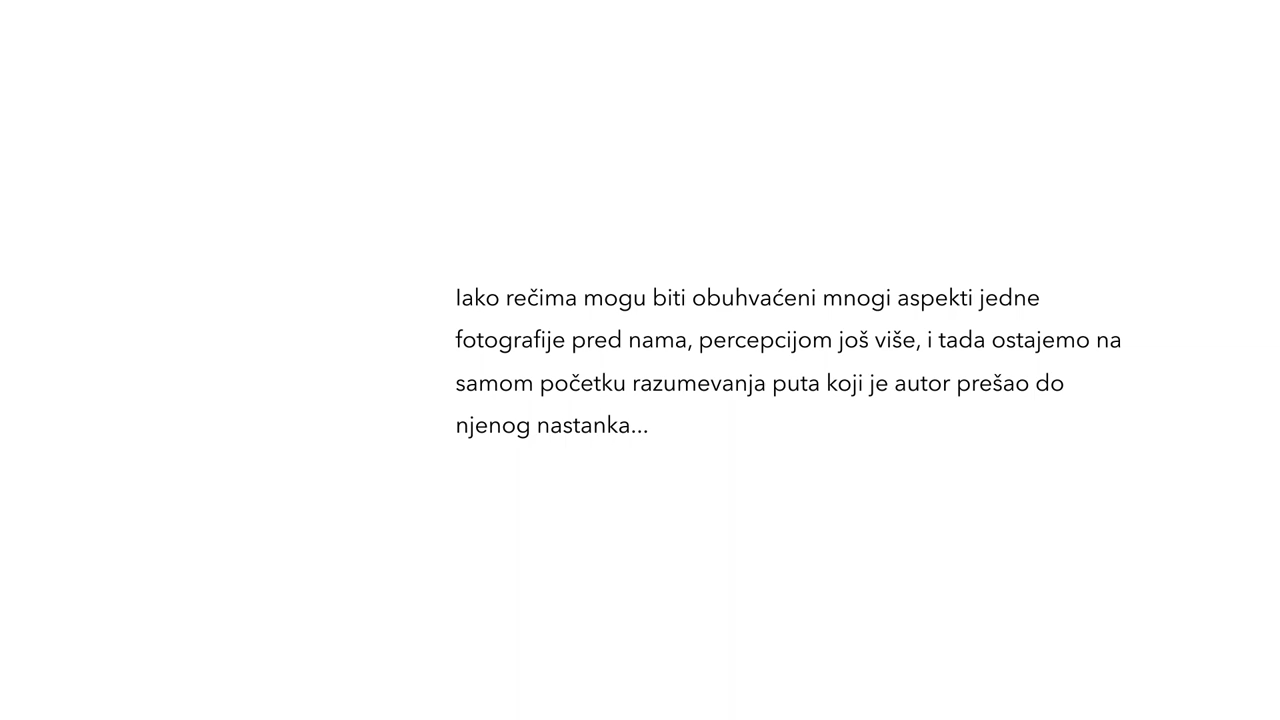 Iako rečima mogu biti obuhvaćeni mnogi aspekti jedne
fotografije pred nama, percepcijom još više, i tada ostajemo na
samom početku razumevanja puta koji je autor prešao do
njenog nastanka...